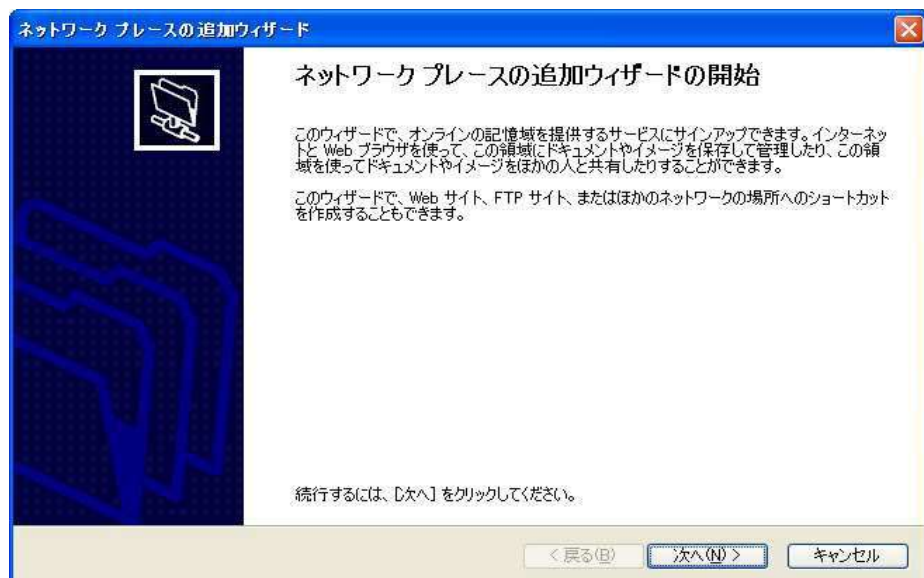 ネットワーク プレースの追加ウィザード
ネットワーク プレースの追加ウィザードの開始
このウィザードで、オンラインの記憶域を提供するサービスにサインアップできます。インターネッ
トと Web ブラウザを使って、この領域にドキュメントやイメージを保存して管理したり、この領
域を使ってドキュメントやイメージをほかの人と共有したりすることができます。
このウィザードで、Web サイト、FTP サイト、またはほかのネットワークの場所へのショートカット
を作成することもできます。
続行するには、[次へ] をクリックしてください。
< 戻る(B) 次へ(N) > キャンセル